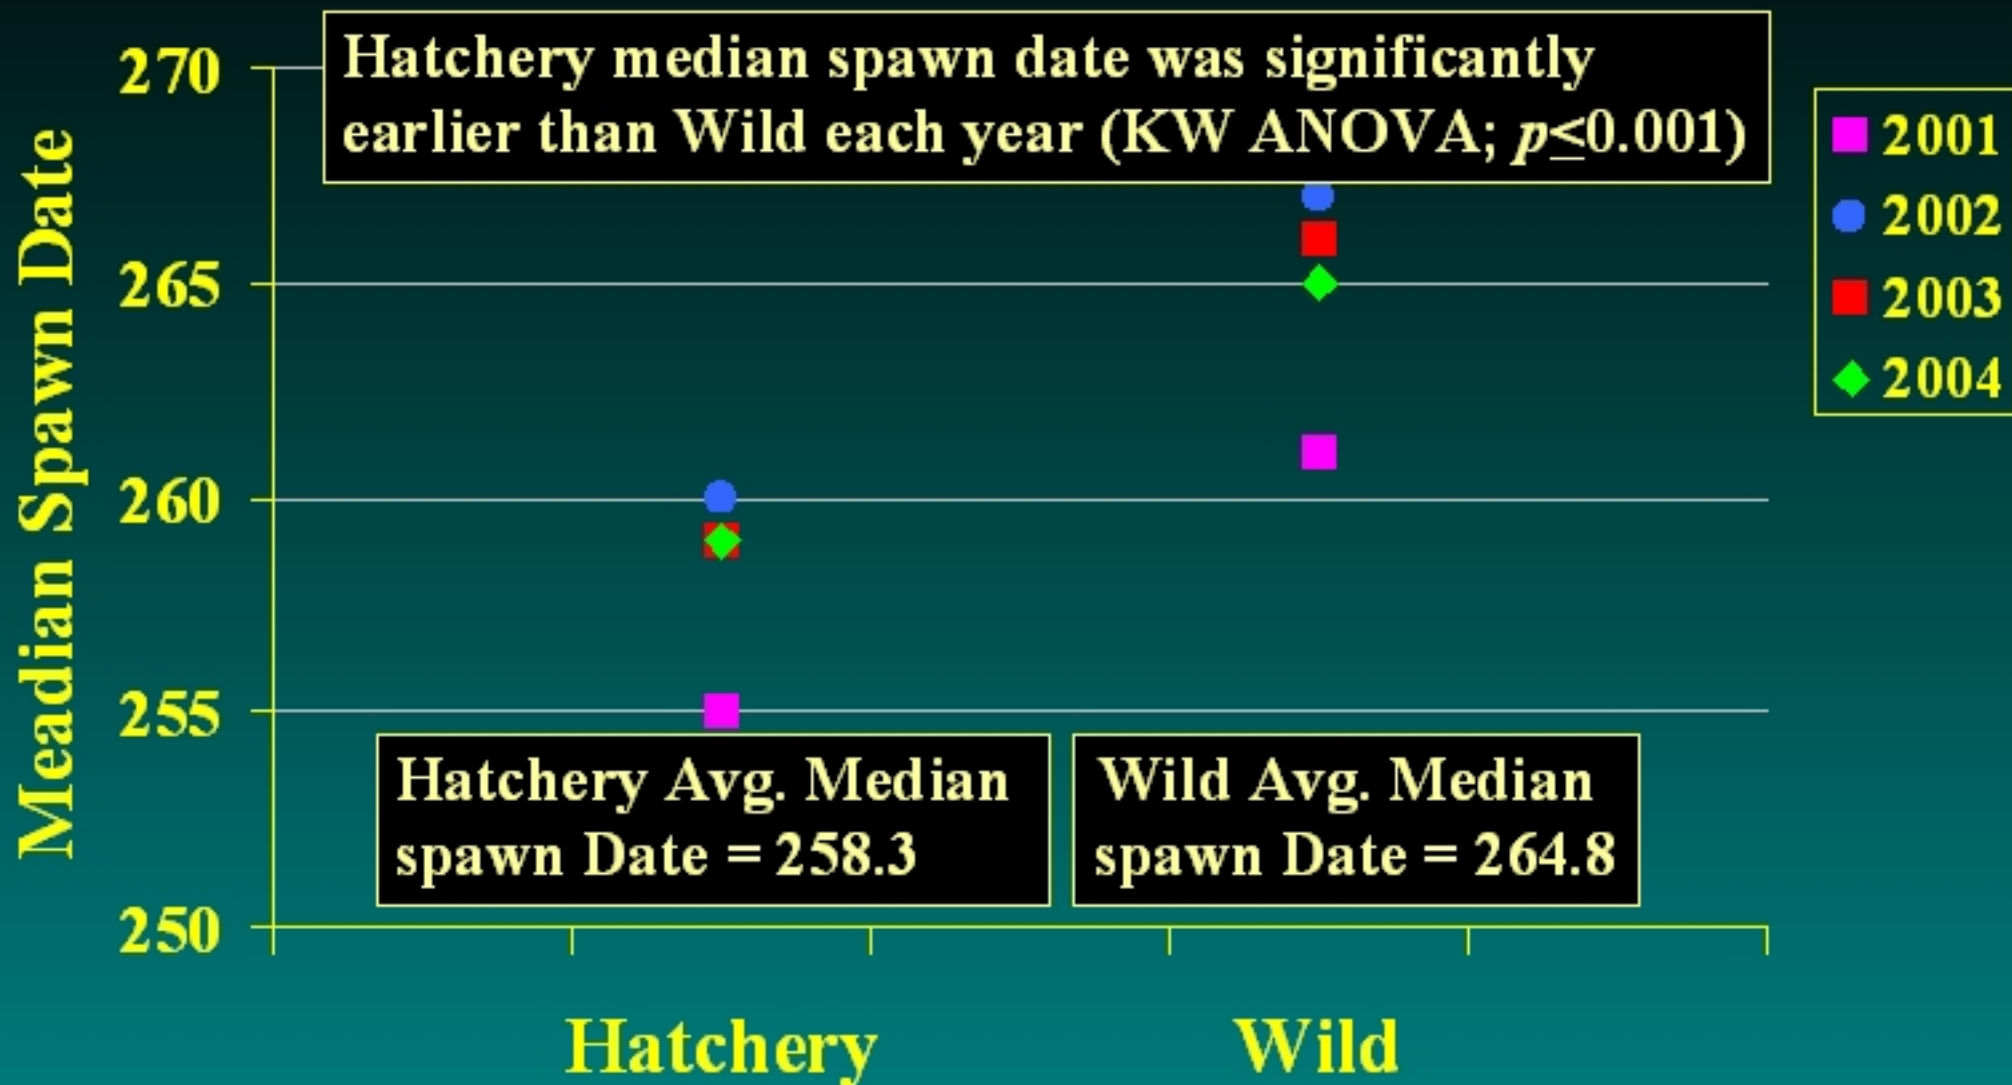 Hatchery median spawn date was significantly
earlier than Wild each year (KW ANOVA; p≤0.001)
270
265
260
255
250
Meadian Spawn Date
2001
2002
2003
2004
Hatchery Avg. Median
spawn Date = 258.3
Wild Avg. Median
spawn Date = 264.8
Hatchery
Wild